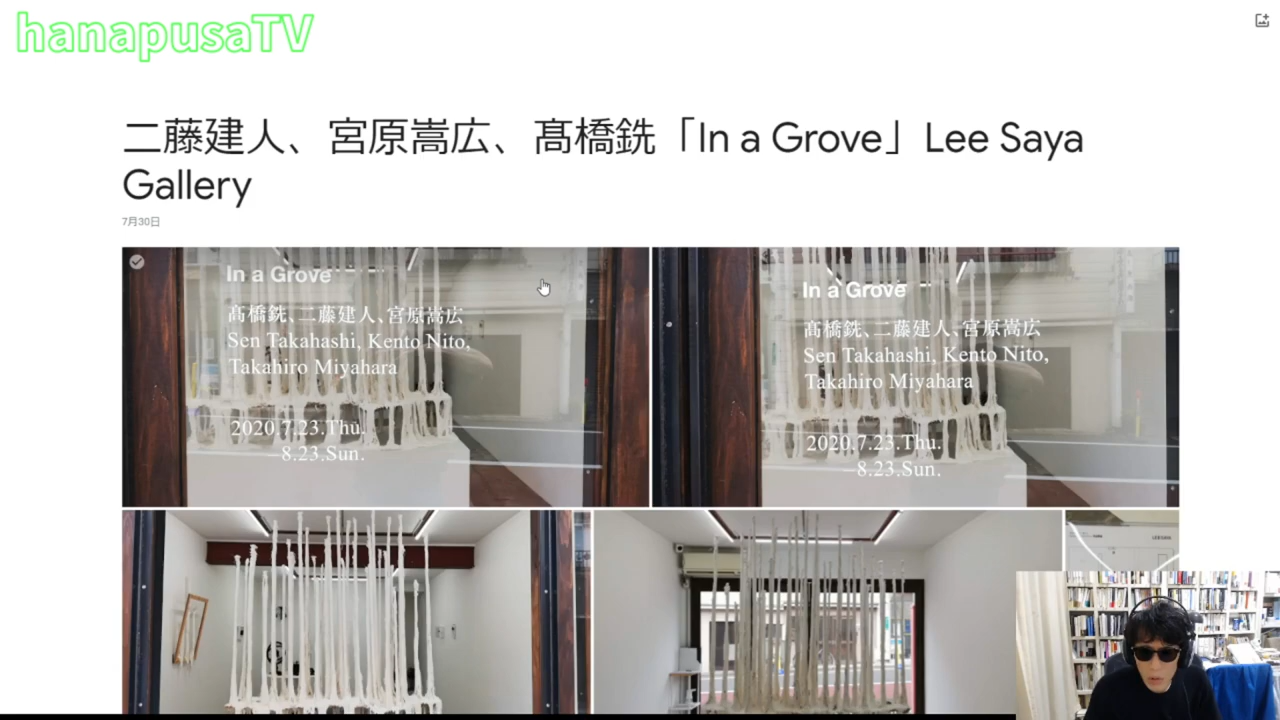 hanapusaTV
二藤建人、宮原嵩広、髙橋銑「In a Grove」Lee Saya
Gallery
7月30日
In a Grove
髙橋銑、二藤建人、宮原嵩広
Sen Takahashi, Kento Nito,
Takahiro Miyahara
2020.7.23.Thu.
—8.23.Sun.
In a Grove
髙橋銑、二藤建人、宮原嵩広
Sen Takahashi, Kento Nito,
Takahiro Miyahara
2020.7.23.Thu.
—8.23.Sun.